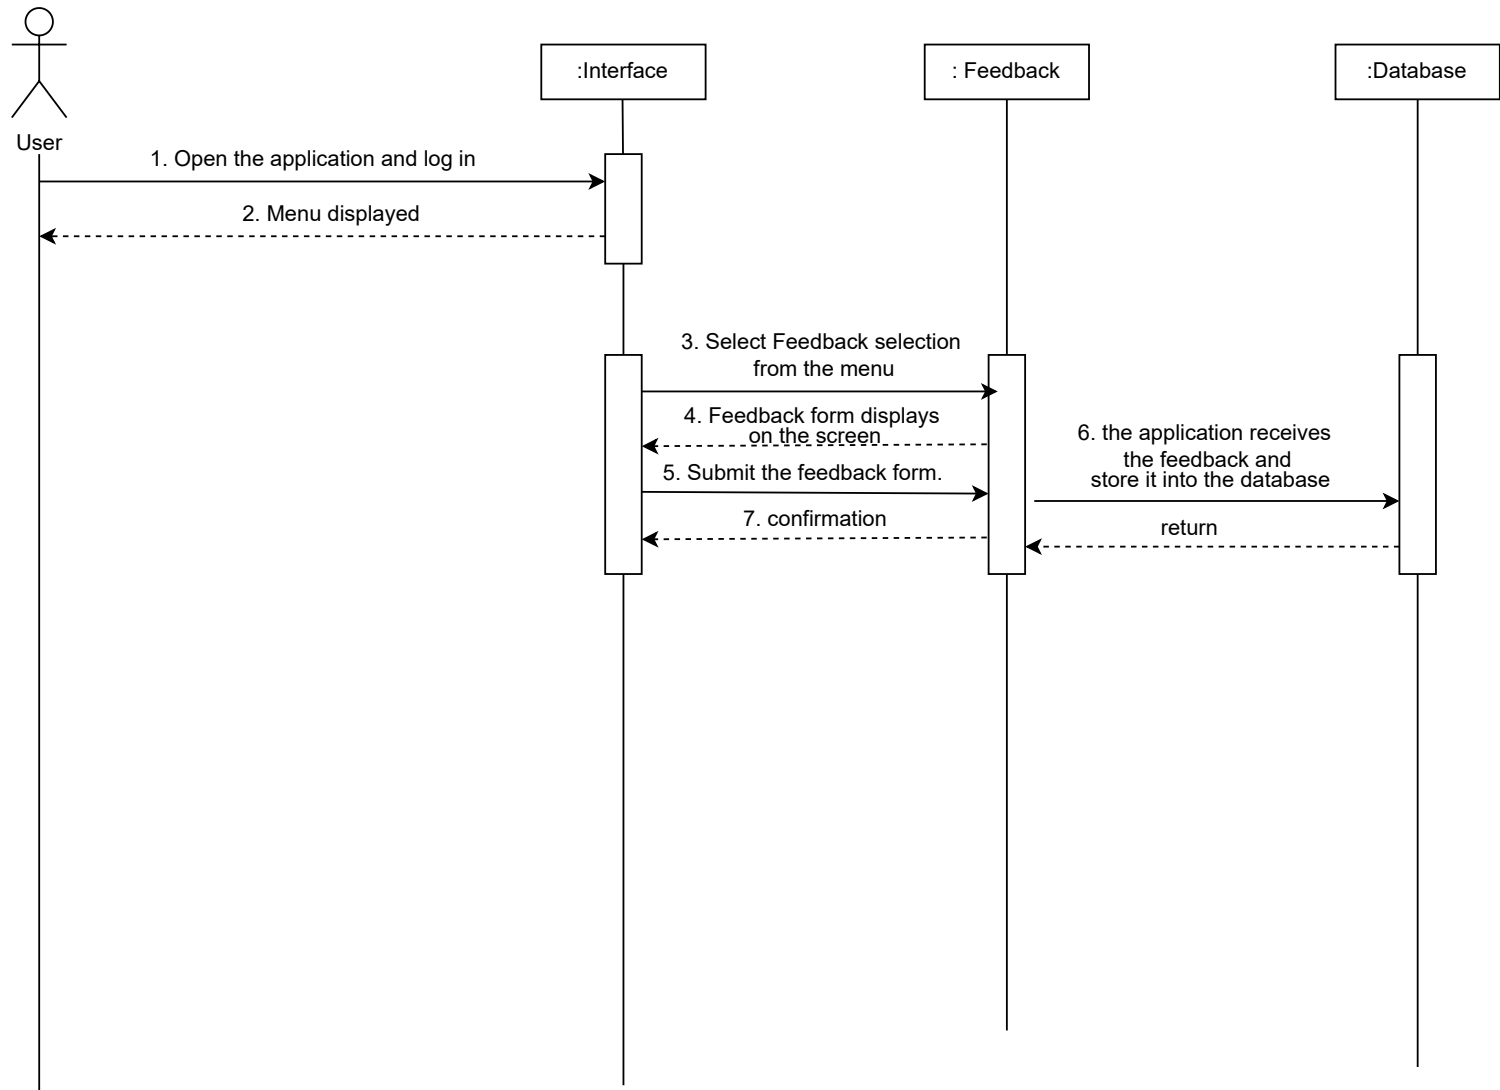 :Interface
: Feedback
:Database
User
1. Open the application and log in
2. Menu displayed
3. Select Feedback selection
from the menu
4. Feedback form displays
on the screen
5. Submit the feedback form.
6. the application receives
the feedback and
store it into the database
7. confirmation
return